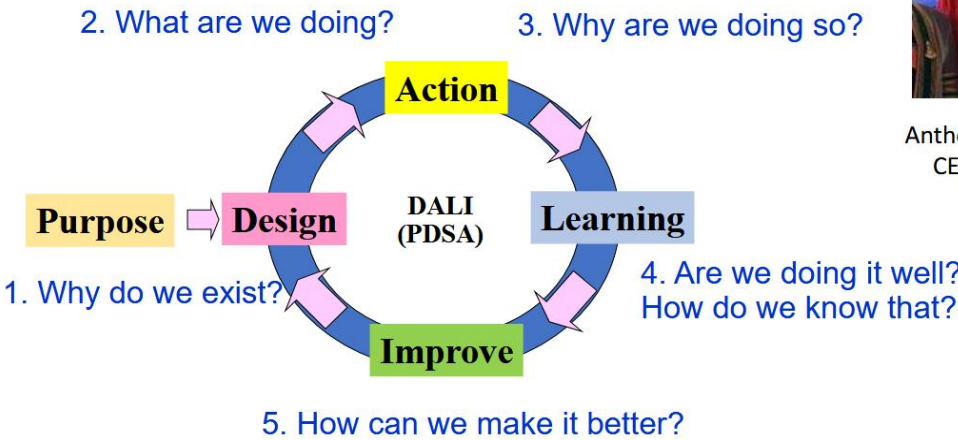 2. What are we doing?
3. Why are we doing so?
Action
Purpose
Design
DALI
(PDSA)
Learning
1. Why do we exist?
4. Are we doing it well?
How do we know that?
Improve
5. How can we make it better?